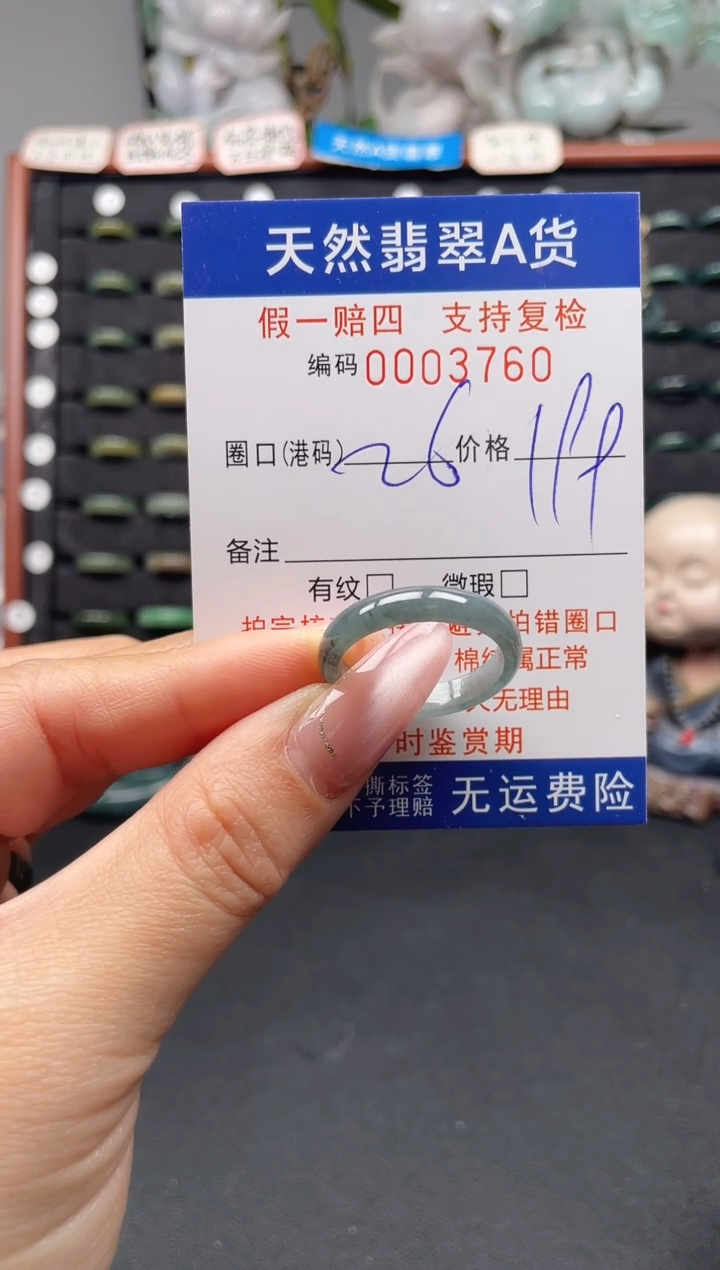 天然翡翠A货
假一赔四 支持复检
编码0003760
圈口(港码) 26 价格 119
备注
有纹□ 微瑕□
拍错圈口
属正常
无理由
时鉴赏期
撕标签
不予理赔
无运费险